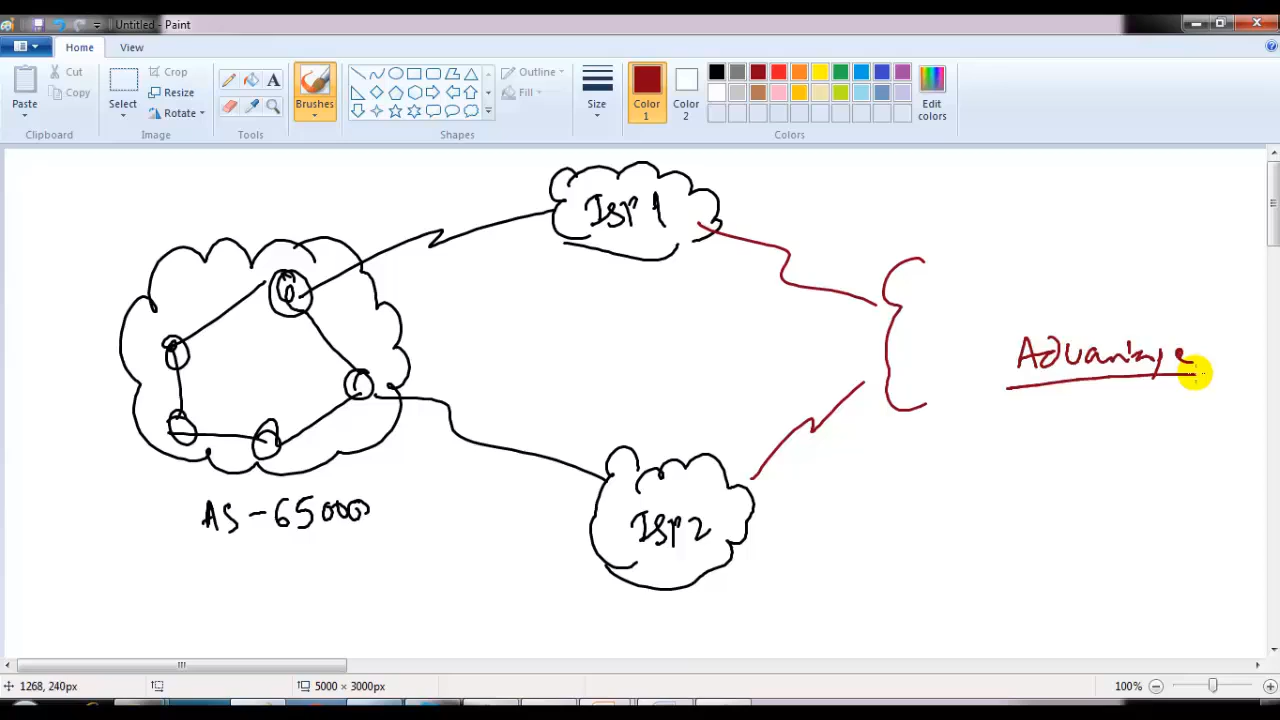 Untitled - Paint
Home
View
Paste
Cut
Copy
Clipboard
Select
Crop
Resize
Rotate
Image
A
Tools
Brushes
Outline
Fill
Shapes
Size
Color 1
Color 2
Edit colors
Colors
Isp 1
Isp 2
AS-65000
Advantage
1268, 240px
5000 × 3000px
100%